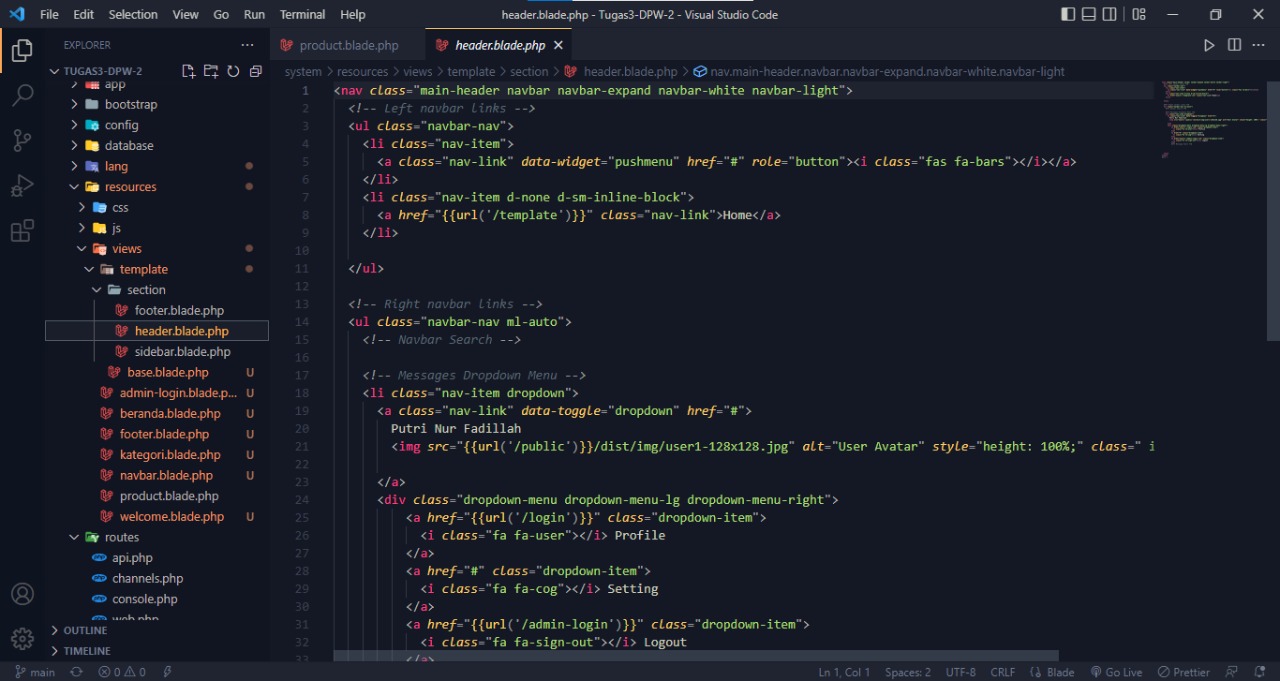 File Edit Selection View Go Run Terminal Help
header.blade.php - Tugas3-DPW-2 - Visual Studio Code
EXPLORER
TUGAS3-DPW-2
app
bootstrap
config
database
lang
resources
css
js
views
template
section
footer.blade.php
header.blade.php
sidebar.blade.php
base.blade.php U
admin-login.blade.p... U
beranda.blade.php U
footer.blade.php U
kategori.blade.php U
navbar.blade.php U
product.blade.php
welcome.blade.php U
routes
api.php
channels.php
console.php
web.php
OUTLINE
TIMELINE
product.blade.php header.blade.php
system > resources > views > template > section > header.blade.php > nav.main-header.navbar.navbar-expand.navbar-white.navbar-light
1 <nav class="main-header navbar navbar-expand navbar-white navbar-light">
2 <!-- Left navbar links -->
3 <ul class="navbar-nav">
4 <li class="nav-item">
5 <a class="nav-link" data-widget="pushmenu" href="#" role="button"><i class="fas fa-bars"></i></a>
6 </li>
7 <li class="nav-item d-none d-sm-inline-block">
8 <a href="{{url('/template')}}" class="nav-link">Home</a>
9 </li>
10
11 </ul>
12
13 <!-- Right navbar links -->
14 <ul class="navbar-nav ml-auto">
15 <!-- Navbar Search -->
16
17 <!-- Messages Dropdown Menu -->
18 <li class="nav-item dropdown">
19 <a class="nav-link" data-toggle="dropdown" href="#">
20 Putri Nur Fadillah
21 <img src="{{url('/public')}}/dist/img/user1-128x128.jpg" alt="User Avatar" style="height: 100%;" class=" i
22
23 </a>
24 <div class="dropdown-menu dropdown-menu-lg dropdown-menu-right">
25 <a href="{{url('/login')}}" class="dropdown-item">
26 <i class="fa fa-user"></i> Profile
27 </a>
28 <a href="#" class="dropdown-item">
29 <i class="fa fa-cog"></i> Setting
30 </a>
31 <a href="{{url('/admin-login')}}" class="dropdown-item">
32 <i class="fa fa-sign-out"></i> Logout
33 </a>
main 0 0 Ln 1, Col 1 Spaces: 2 UTF-8 CRLF Blade Go Live Prettier